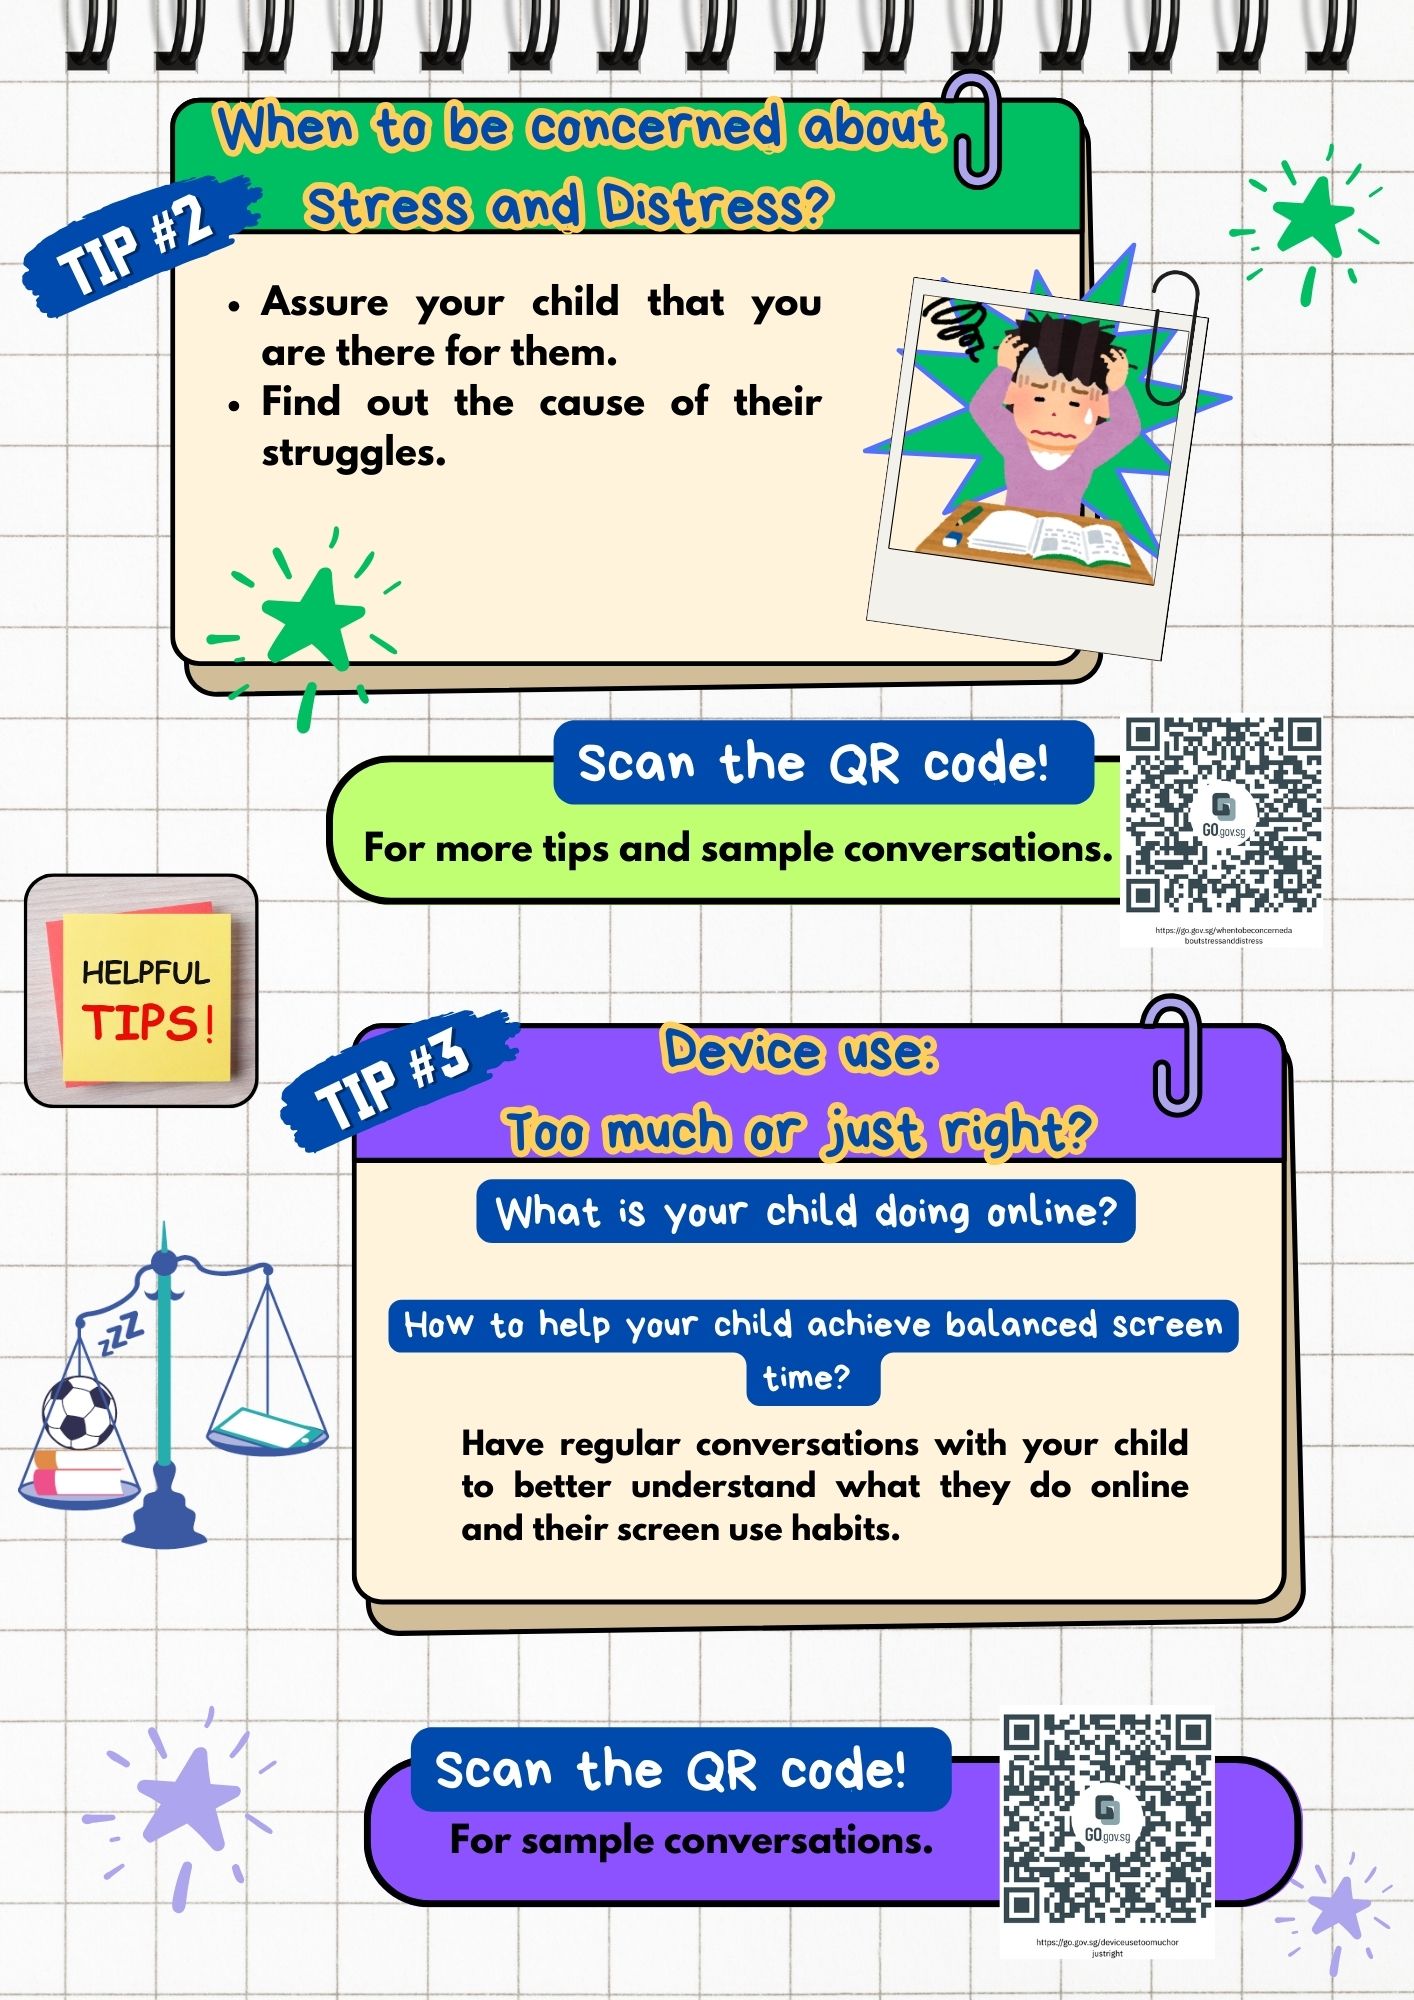 When to be concerned about
Stress and Distress?
TIP #2
• Assure your child that you
are there for them.
• Find out the cause of their
struggles.
Scan the QR code!
For more tips and sample conversations.
GO.gov.sg
https://go.gov.sg/whentobeconcerneda
boutstressanddistress
HELPFUL
TIPS!
TIP #3
Device use:
Too much or just right?
What is your child doing online?
How to help your child achieve balanced screen
time?
Have regular conversations with your child
to better understand what they do online
and their screen use habits.
zzZ
Scan the QR code!
For sample conversations.
GO.gov.sg
https://go.gov.sg/deviceusetoomuchor
justright